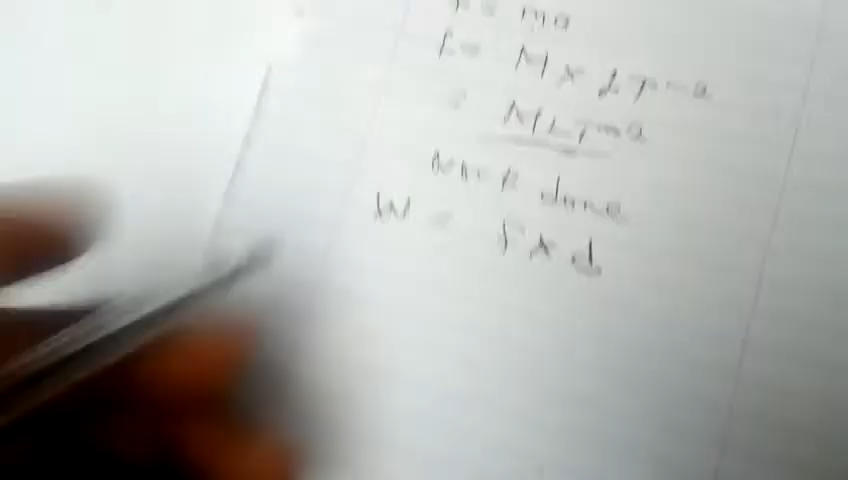 F = ma
F = M x LT-2
= MLT-2
Work done
W = F x d